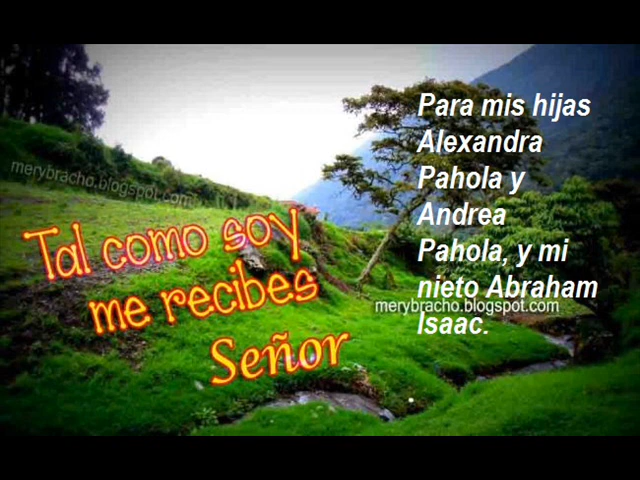 Para mis hijas
Alexandra
Pahola y
Andrea
Pahola, y mi
nieto Abraham
Isaac.
merybracho.blogspot.com
Tal como soy
me recibes
Señor
merybracho.blogspot.com